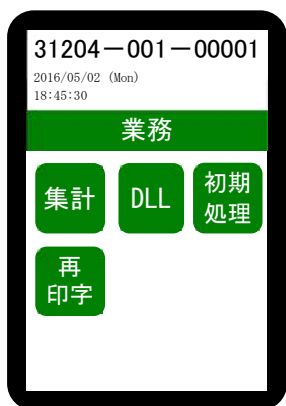 31204－001－00001
2016/05/02 (Mon)
18:45:30
業務
集計
DLL
初期
処理
再
印字